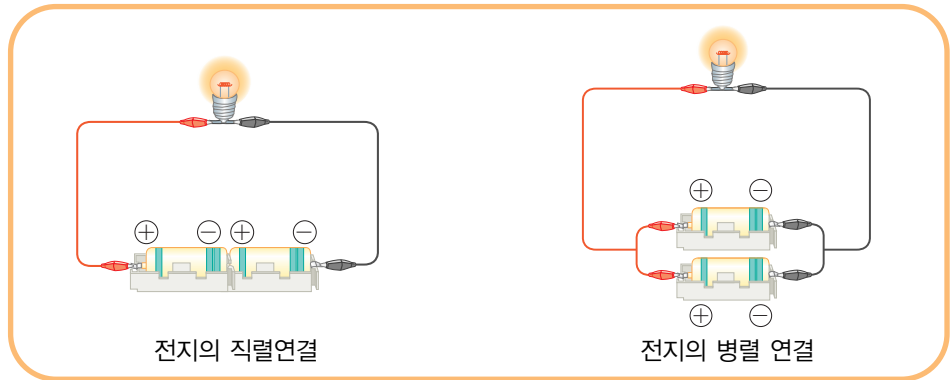 ⊕ ⊖ ⊕ ⊖
⊕ ⊖
⊕ ⊖
전지의 직렬연결
전지의 병렬 연결